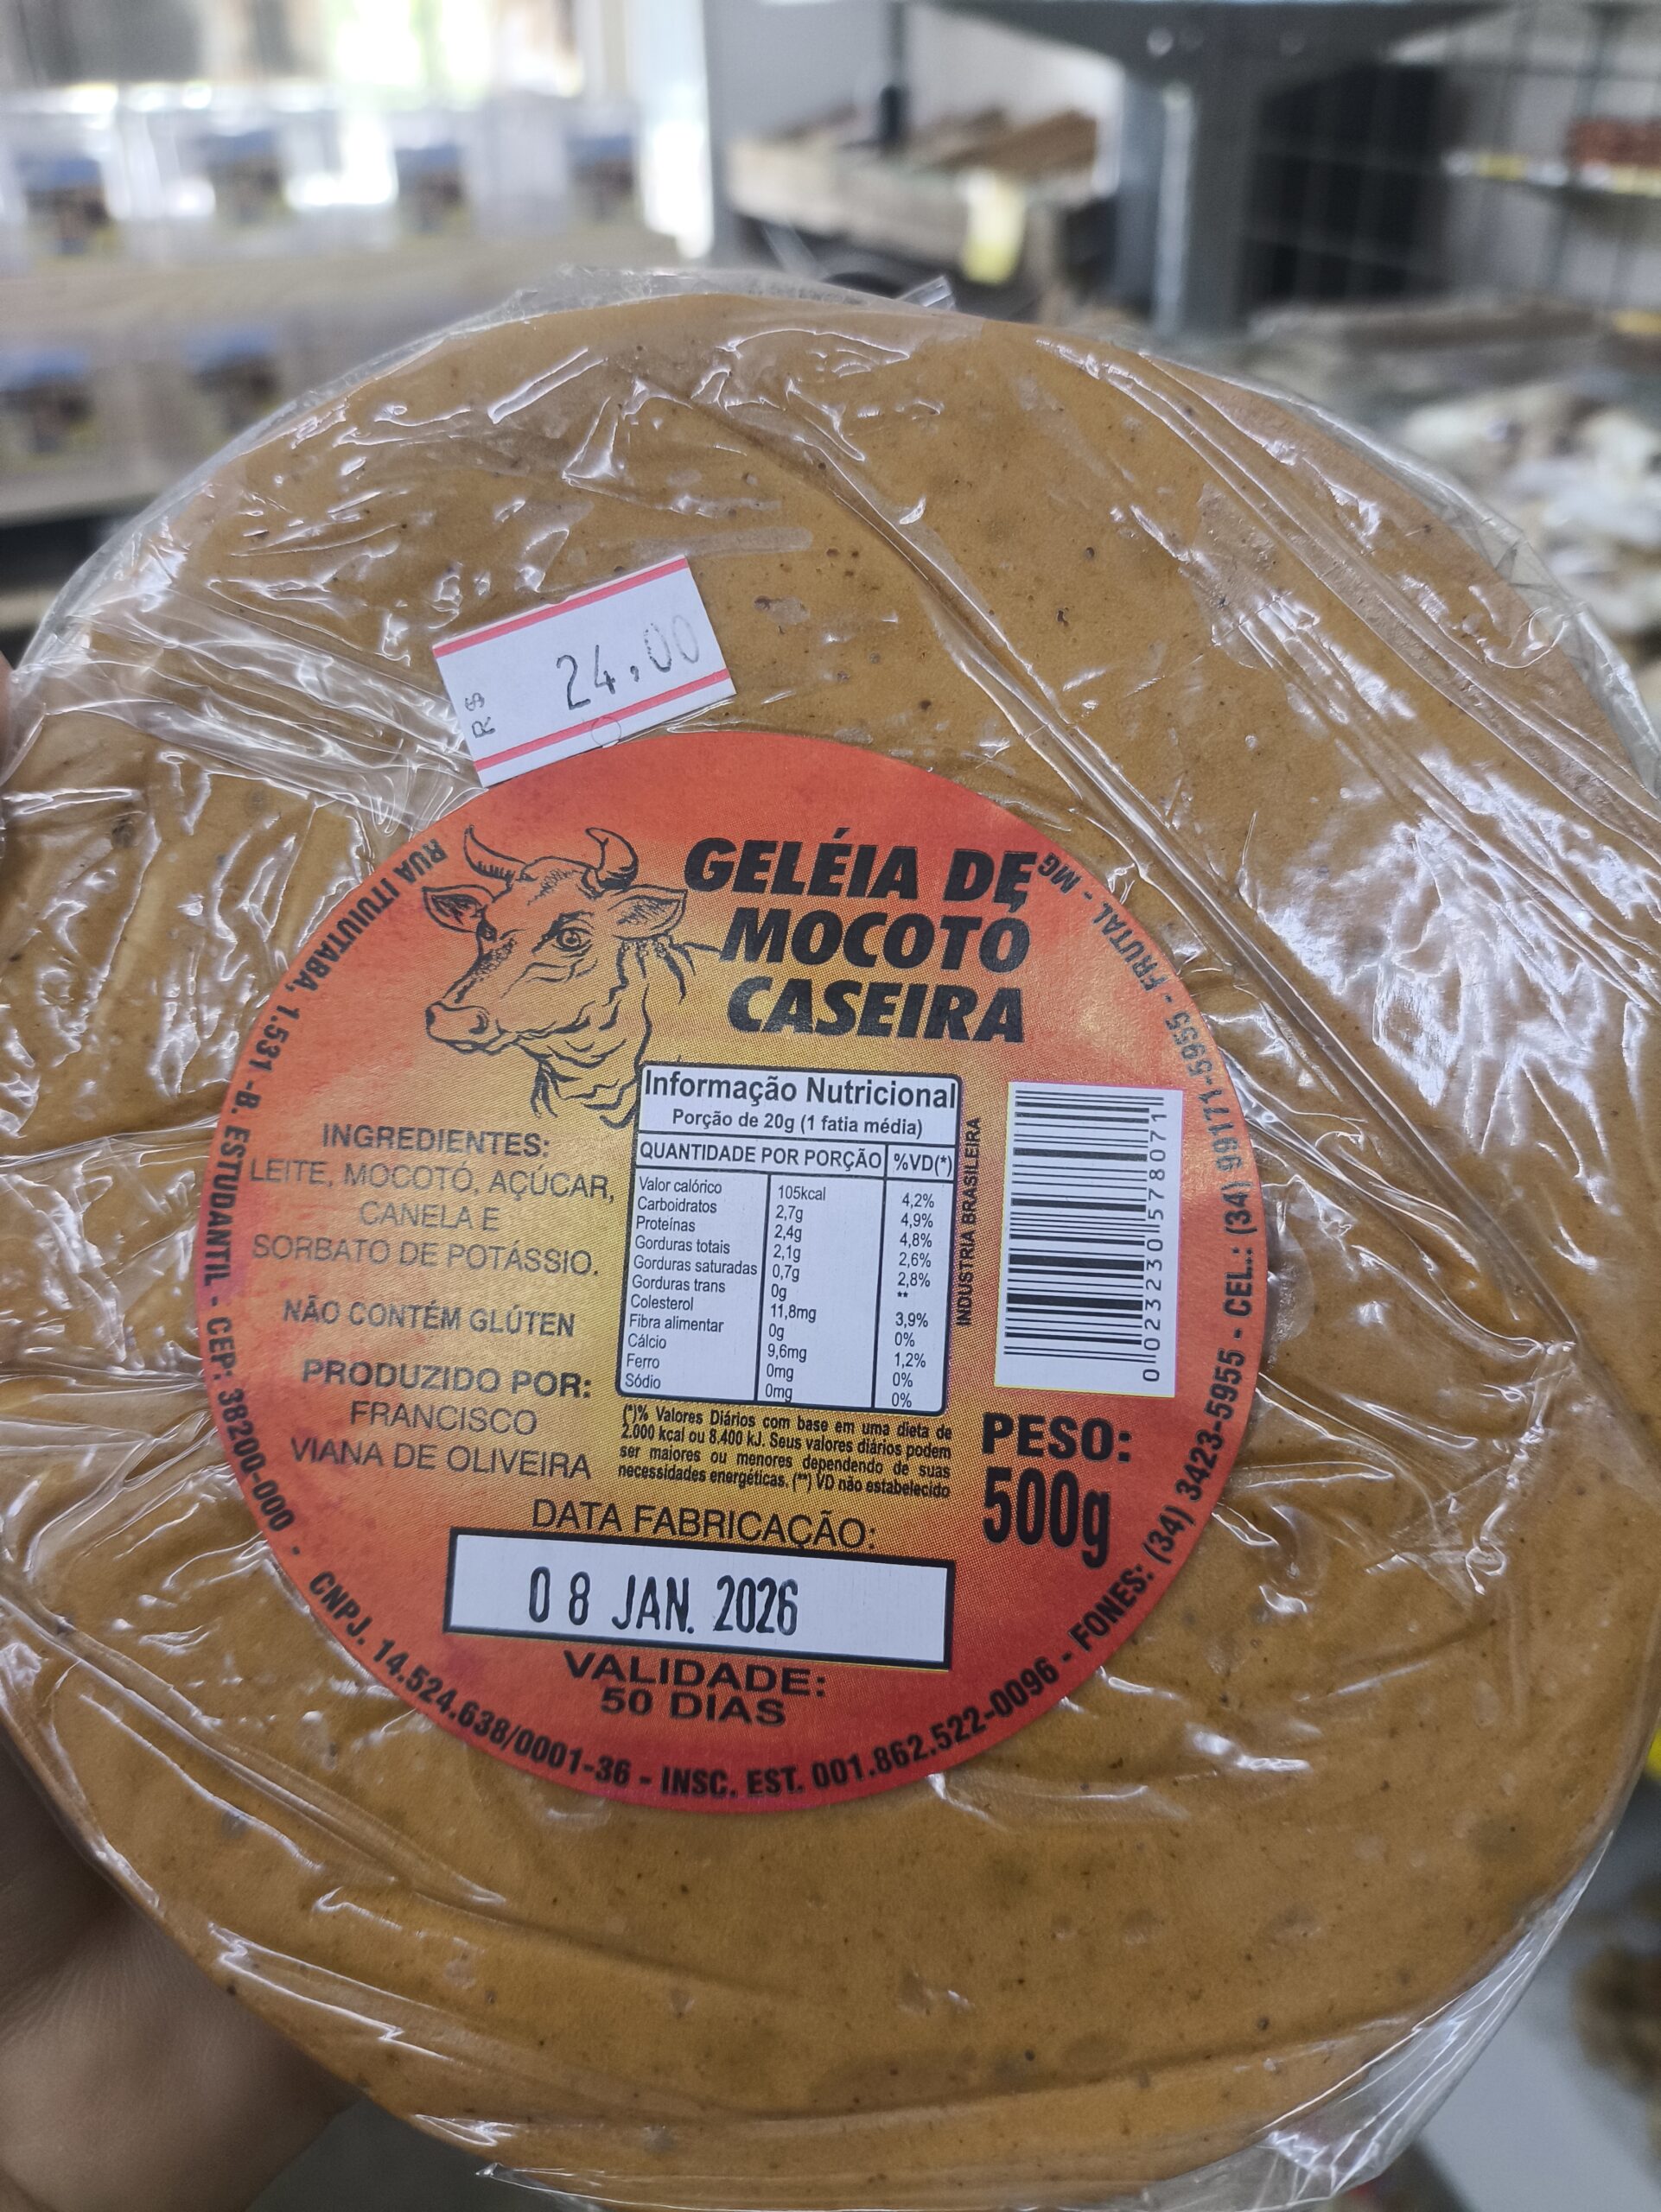 R$ 24,00
GELÉIA DE
MOCOTÓ
CASEIRA
INGREDIENTES:
LEITE, MOCOTÓ, AÇÚCAR,
CANELA E
SORBATO DE POTÁSSIO.
NÃO CONTÉM GLÚTEN
PRODUZIDO POR:
FRANCISCO
VIANA DE OLIVEIRA
Informação Nutricional
Porção de 20g (1 fatia média)
QUANTIDADE POR PORÇÃO %VD(*)
Valor calórico 105kcal 4,2%
Carboidratos 2,7g 4,9%
Proteínas 2,4g 4,8%
Gorduras totais 2,1g 2,6%
Gorduras saturadas 0,7g 2,8%
Gorduras trans 0g **
Colesterol 11,8mg 3,9%
Fibra alimentar 0g 0%
Cálcio 9,6mg 1,2%
Ferro 0mg 0%
Sódio 0mg 0%
(*)% Valores Diários com base em uma dieta de
2.000 kcal ou 8.400 kJ. Seus valores diários podem
ser maiores ou menores dependendo de suas
necessidades energéticas. (**) VD não estabelecido
INDÚSTRIA BRASILEIRA
0 023230 578071
PESO:
500g
DATA FABRICAÇÃO:
08 JAN. 2026
VALIDADE:
50 DIAS
RUA ITUIUTABA, 1.531 -B. ESTUDANTIL - CEP: 38200-000 - CNPJ. 14.524.638/0001-36 - INSC. EST. 001.862.522-0096 - FONES: (34) 3423-5955 - CEL.: (34) 99171-5955 - FRUTAL - MG